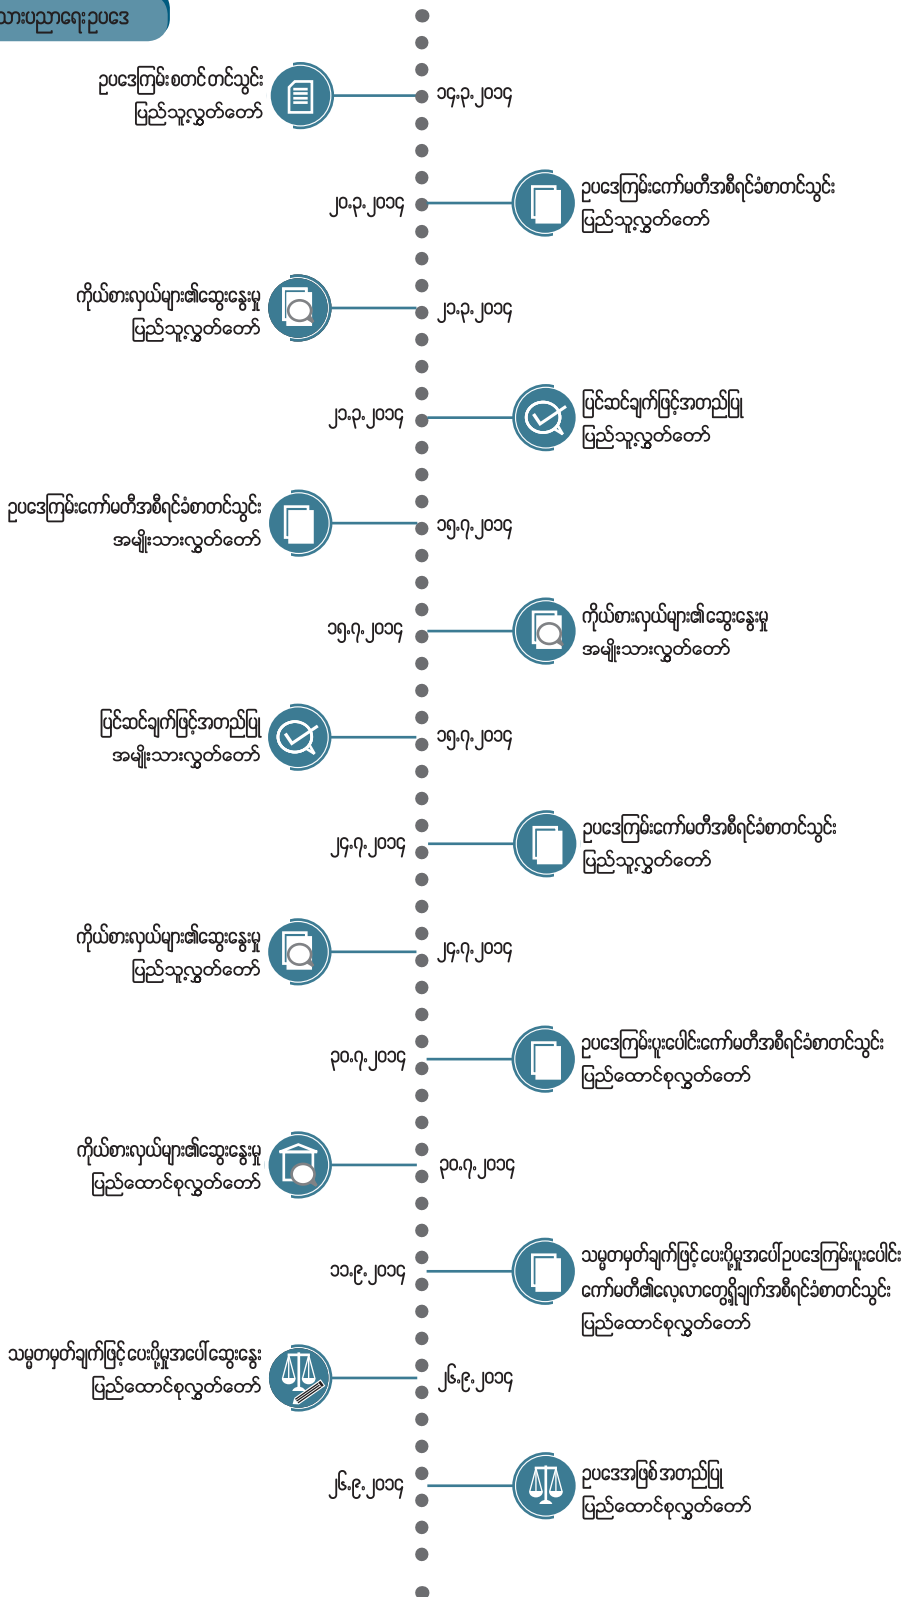 သားပညာရေးဥပဒေ
ဥပဒေကြမ်းစတင်တင်သွင်း
ပြည်သူ့လွှတ်တော်
၁၄.၃.၂၀၁၄
၂၀.၃.၂၀၁၄
ဥပဒေကြမ်းကော်မတီအစီရင်ခံစာတင်သွင်း
ပြည်သူ့လွှတ်တော်
ကိုယ်စားလှယ်များ၏ဆွေးနွေးမှု
ပြည်သူ့လွှတ်တော်
၂၁.၃.၂၀၁၄
၂၁.၃.၂၀၁၄
ပြင်ဆင်ချက်ဖြင့်အတည်ပြု
ပြည်သူ့လွှတ်တော်
ဥပဒေကြမ်းကော်မတီအစီရင်ခံစာတင်သွင်း
အမျိုးသားလွှတ်တော်
၁၅.၇.၂၀၁၄
၁၅.၇.၂၀၁၄
ကိုယ်စားလှယ်များ၏ဆွေးနွေးမှု
အမျိုးသားလွှတ်တော်
ပြင်ဆင်ချက်ဖြင့်အတည်ပြု
အမျိုးသားလွှတ်တော်
၁၅.၇.၂၀၁၄
၂၄.၇.၂၀၁၄
ဥပဒေကြမ်းကော်မတီအစီရင်ခံစာတင်သွင်း
ပြည်သူ့လွှတ်တော်
ကိုယ်စားလှယ်များ၏ဆွေးနွေးမှု
ပြည်သူ့လွှတ်တော်
၂၄.၇.၂၀၁၄
၃၀.၇.၂၀၁၄
ဥပဒေကြမ်းပူးပေါင်းကော်မတီအစီရင်ခံစာတင်သွင်း
ပြည်ထောင်စုလွှတ်တော်
ကိုယ်စားလှယ်များ၏ဆွေးနွေးမှု
ပြည်ထောင်စုလွှတ်တော်
၃၀.၇.၂၀၁၄
၁၁.၉.၂၀၁၄
သမ္မတမှတ်ချက်ဖြင့်ပေးပို့မှုအပေါ်ဥပဒေကြမ်းပူးပေါင်း
ကော်မတီ၏လေ့လာတွေ့ရှိချက်အစီရင်ခံစာတင်သွင်း
ပြည်ထောင်စုလွှတ်တော်
သမ္မတမှတ်ချက်ဖြင့်ပေးပို့မှုအပေါ်ဆွေးနွေး
ပြည်ထောင်စုလွှတ်တော်
၂၆.၉.၂၀၁၄
၂၆.၉.၂၀၁၄
ဥပဒေအဖြစ်အတည်ပြု
ပြည်ထောင်စုလွှတ်တော်